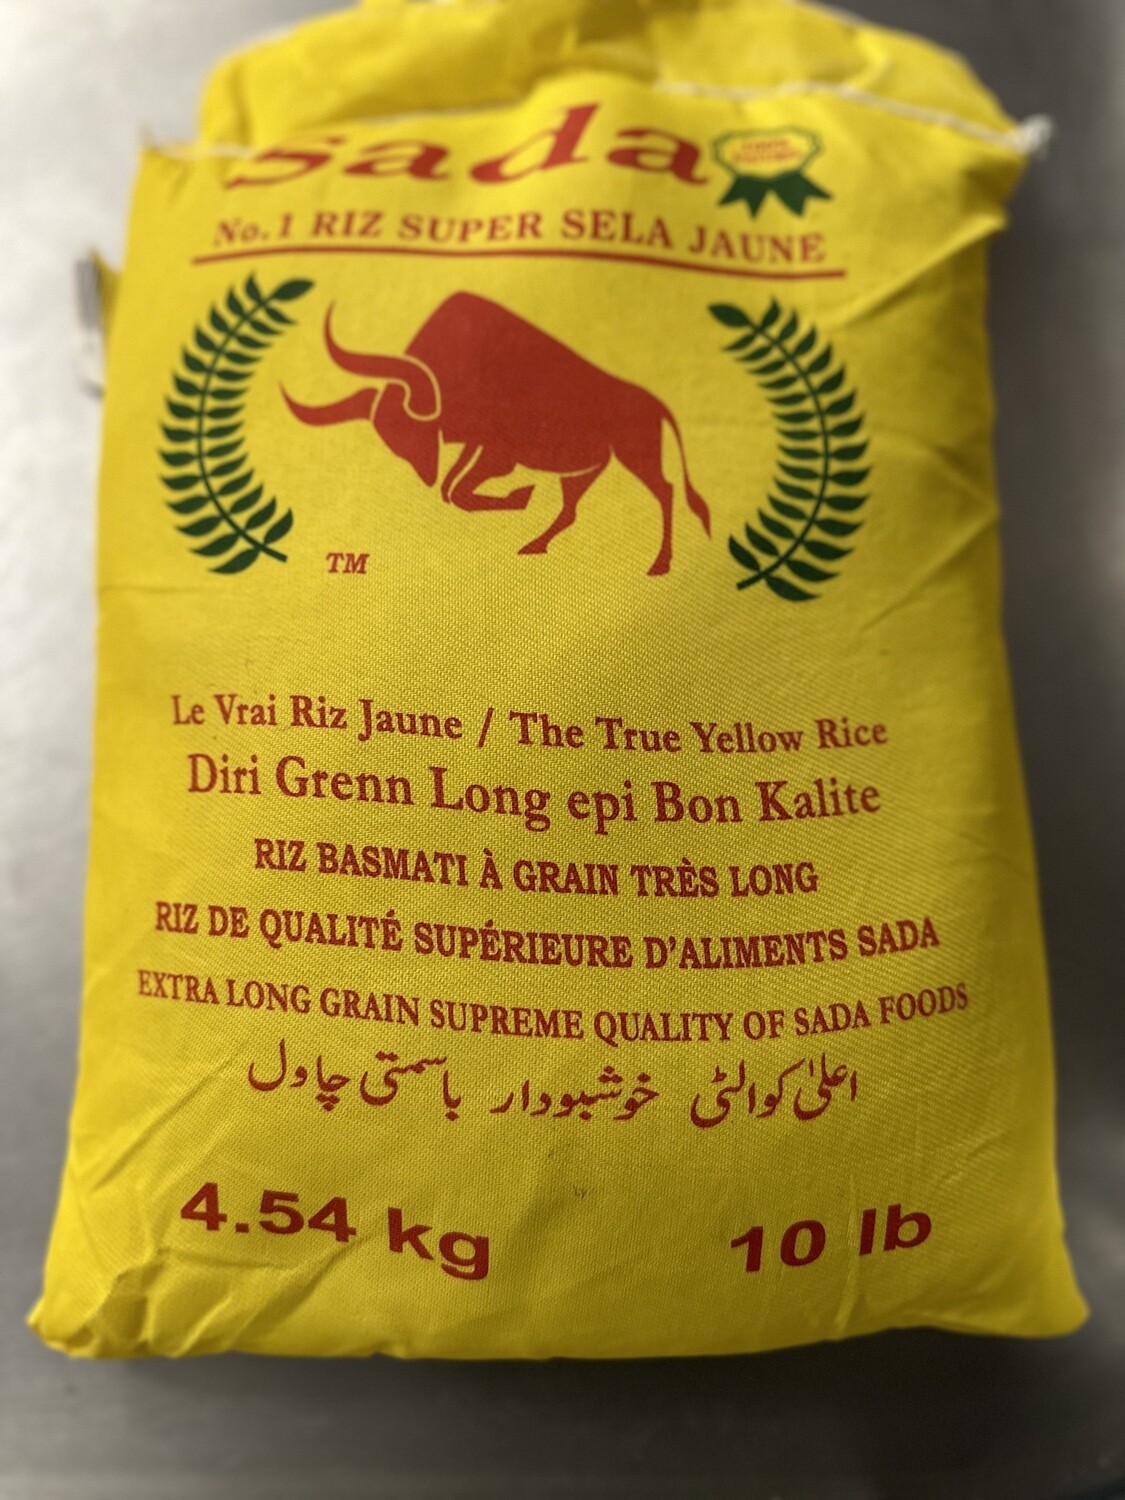 sada
No.1 RIZ SUPER SELA JAUNE
TM
Le Vrai Riz Jaune / The True Yellow Rice
Diri Grenn Long epi Bon Kalite
RIZ BASMATI À GRAIN TRÈS LONG
RIZ DE QUALITÉ SUPÉRIEURE D'ALIMENTS SADA
EXTRA LONG GRAIN SUPREME QUALITY OF SADA FOODS
اعلیٰ کوالٹی خوشبودار باسمتی چاول
4.54 kg 10 lb